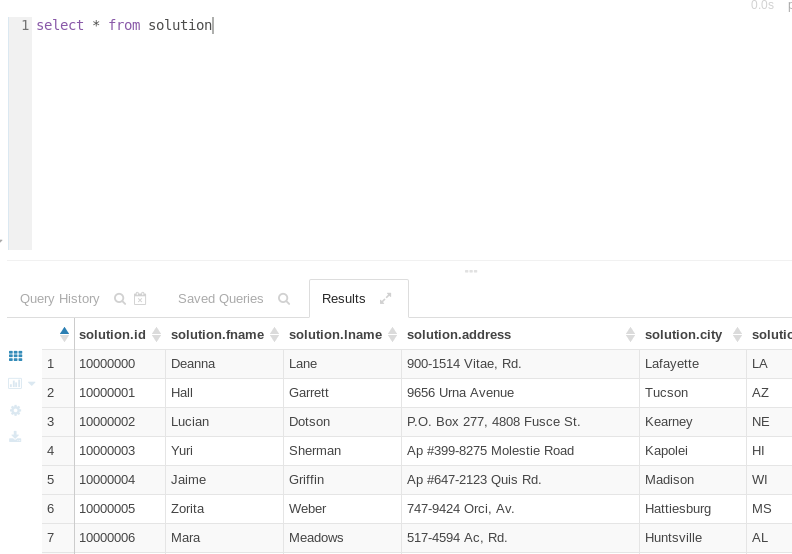 0.0s
1 select * from solution
Query History Saved Queries Results
solution.id solution.fname solution.lname solution.address solution.city
1 10000000 Deanna Lane 900-1514 Vitae, Rd. Lafayette LA
2 10000001 Hall Garrett 9656 Urna Avenue Tucson AZ
3 10000002 Lucian Dotson P.O. Box 277, 4808 Fusce St. Kearney NE
4 10000003 Yuri Sherman Ap #399-8275 Molestie Road Kapolei HI
5 10000004 Jaime Griffin Ap #647-2123 Quis Rd. Madison WI
6 10000005 Zorita Weber 747-9424 Orci, Av. Hattiesburg MS
7 10000006 Mara Meadows 517-4594 Ac, Rd. Huntsville AL